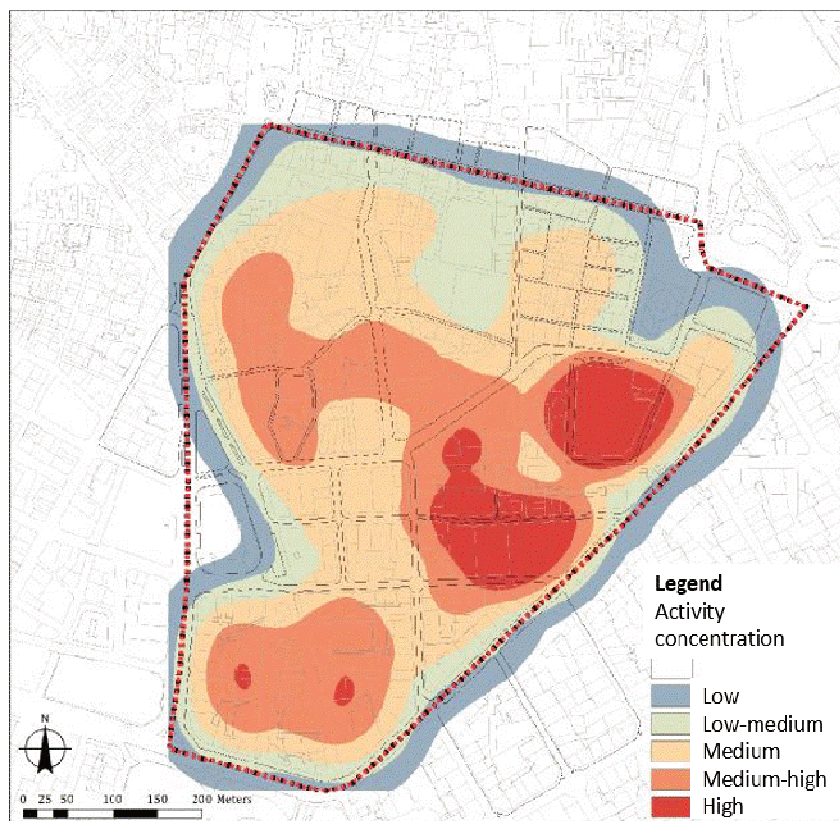 Legend
Activity
concentration
Low
Low-medium
Medium
Medium-high
High
N
0 25 50 100 150 200 Meters